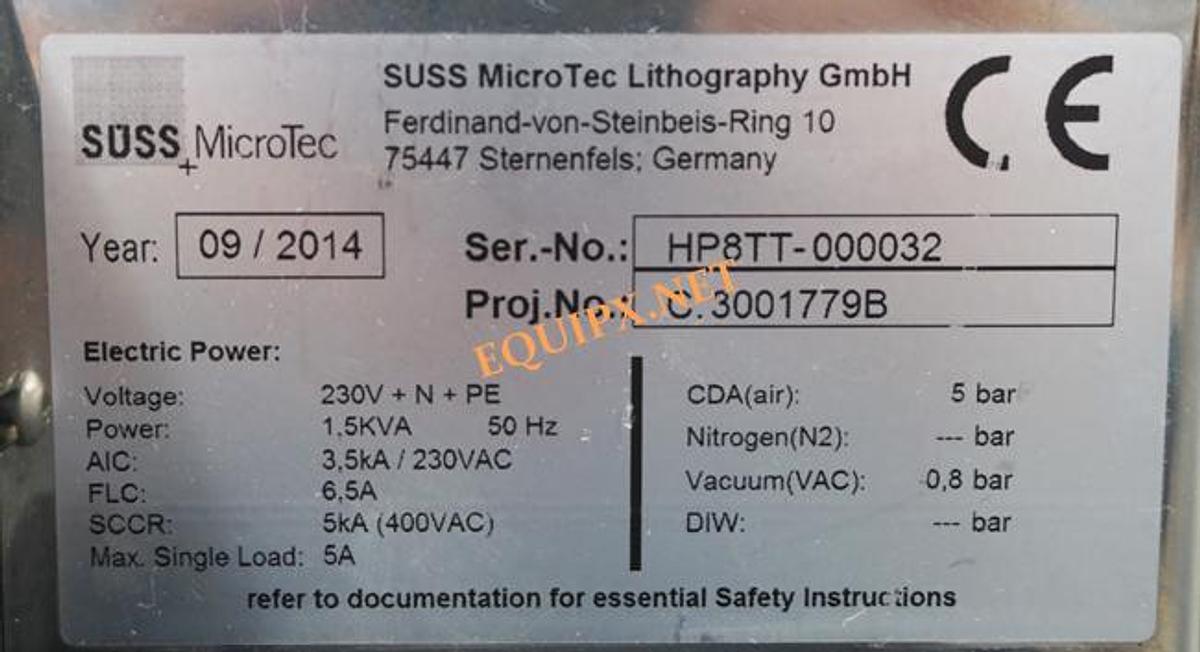 SÜSS MicroTec
SUSS MicroTec Lithography GmbH
Ferdinand-von-Steinbeis-Ring 10
75447 Sternenfels; Germany
CE
Year: 09 / 2014
Ser.-No.: HP8TT-000032
Proj.No.: C.3001779B
EQUIPX.NET
Electric Power:
Voltage: 230V + N + PE
Power: 1.5KVA 50 Hz
AIC: 3,5kA / 230VAC
FLC: 6,5A
SCCR: 5kA (400VAC)
Max. Single Load: 5A
CDA(air): 5 bar
Nitrogen(N2): --- bar
Vacuum(VAC): -0,8 bar
DIW: --- bar
refer to documentation for essential Safety Instructions